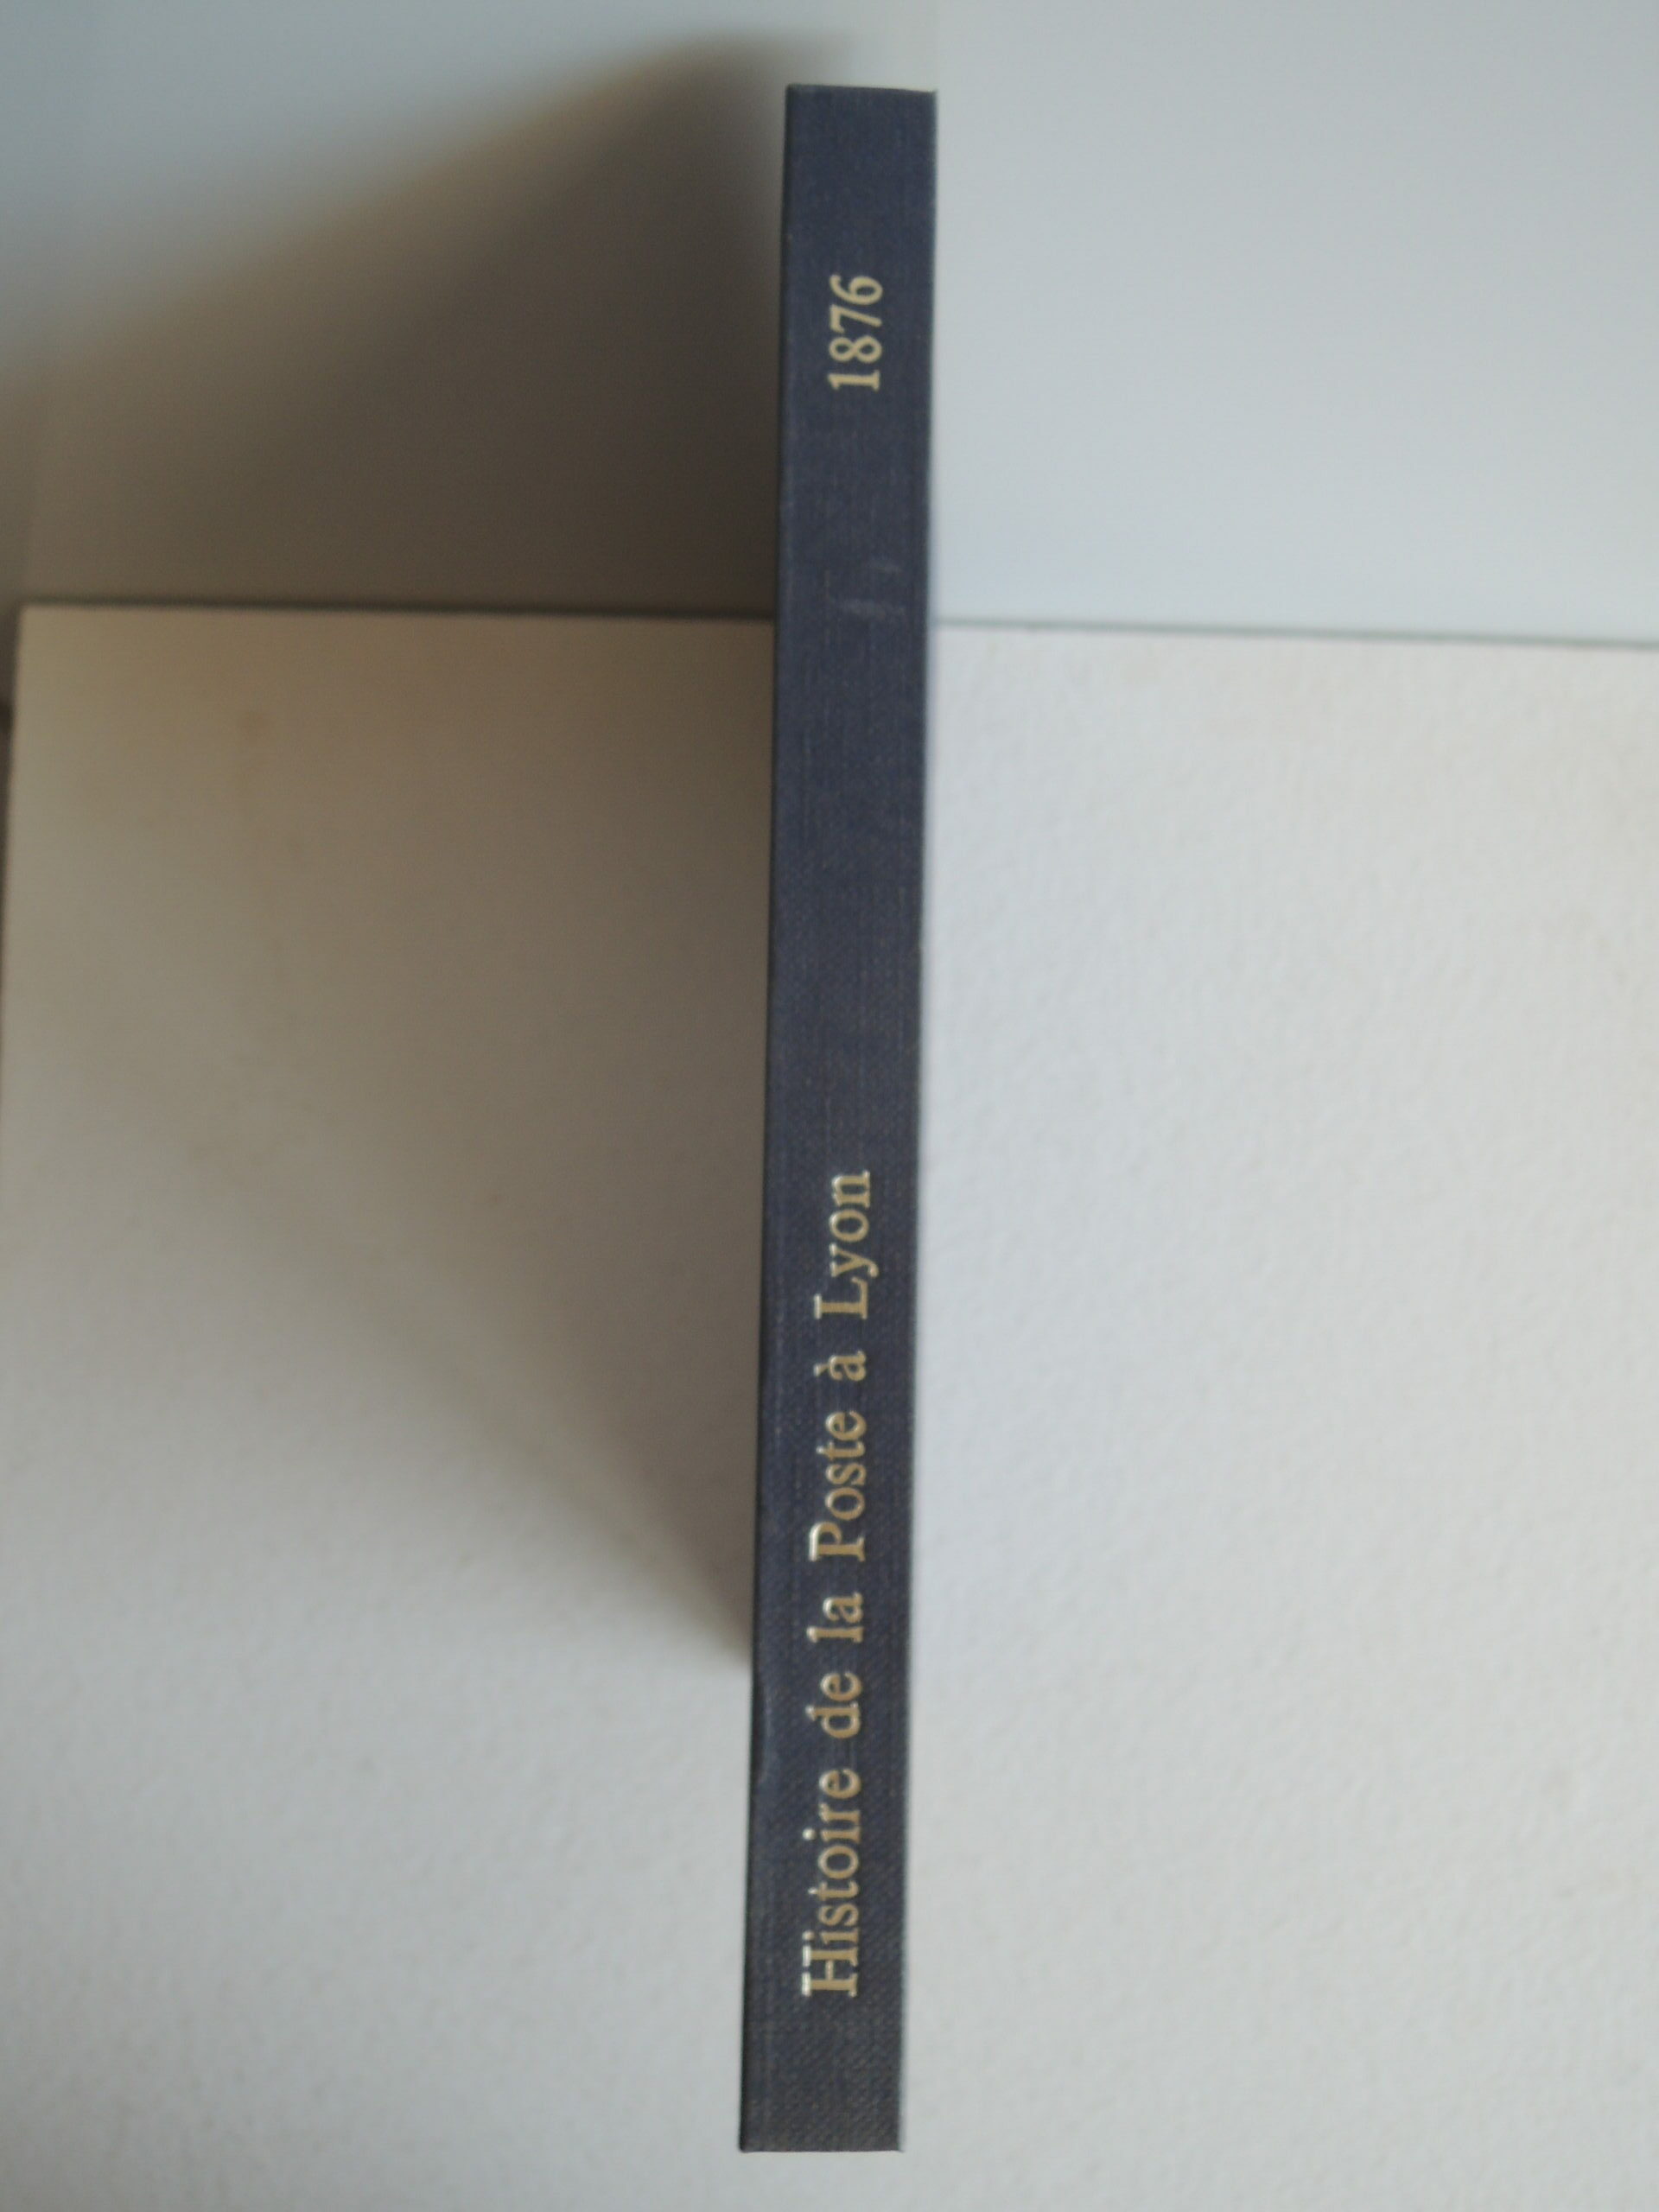 Histoire de la Poste à Lyon 1876